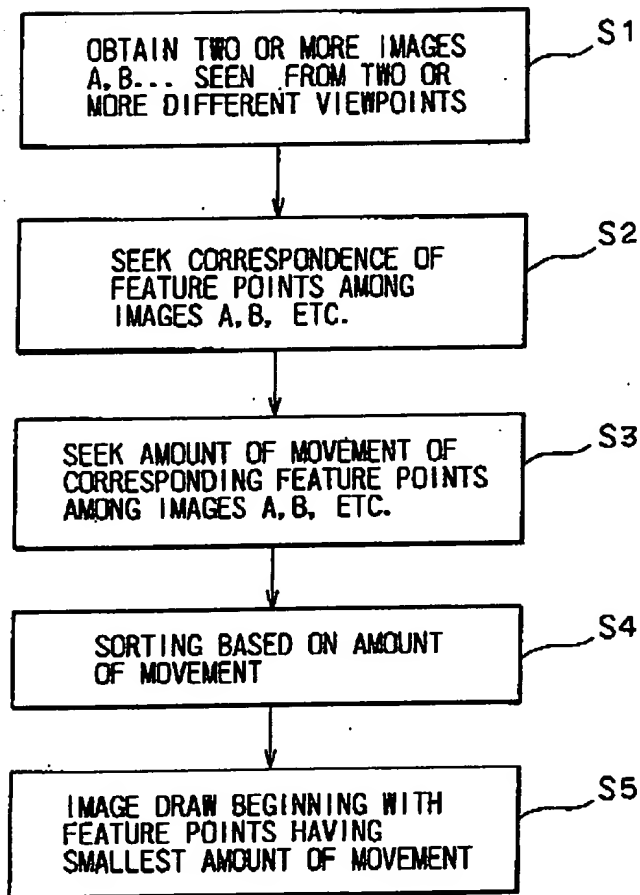 S1
OBTAIN TWO OR MORE IMAGES
A,B... SEEN FROM TWO OR
MORE DIFFERENT VIEWPOINTS
S2
SEEK CORRESPONDENCE OF
FEATURE POINTS AMONG
IMAGES A,B, ETC.
S3
SEEK AMOUNT OF MOVEMENT OF
CORRESPONDING FEATURE POINTS
AMONG IMAGES A,B, ETC.
S4
SORTING BASED ON AMOUNT
OF MOVEMENT
S5
IMAGE DRAW BEGINNING WITH
FEATURE POINTS HAVING
SMALLEST AMOUNT OF MOVEMENT